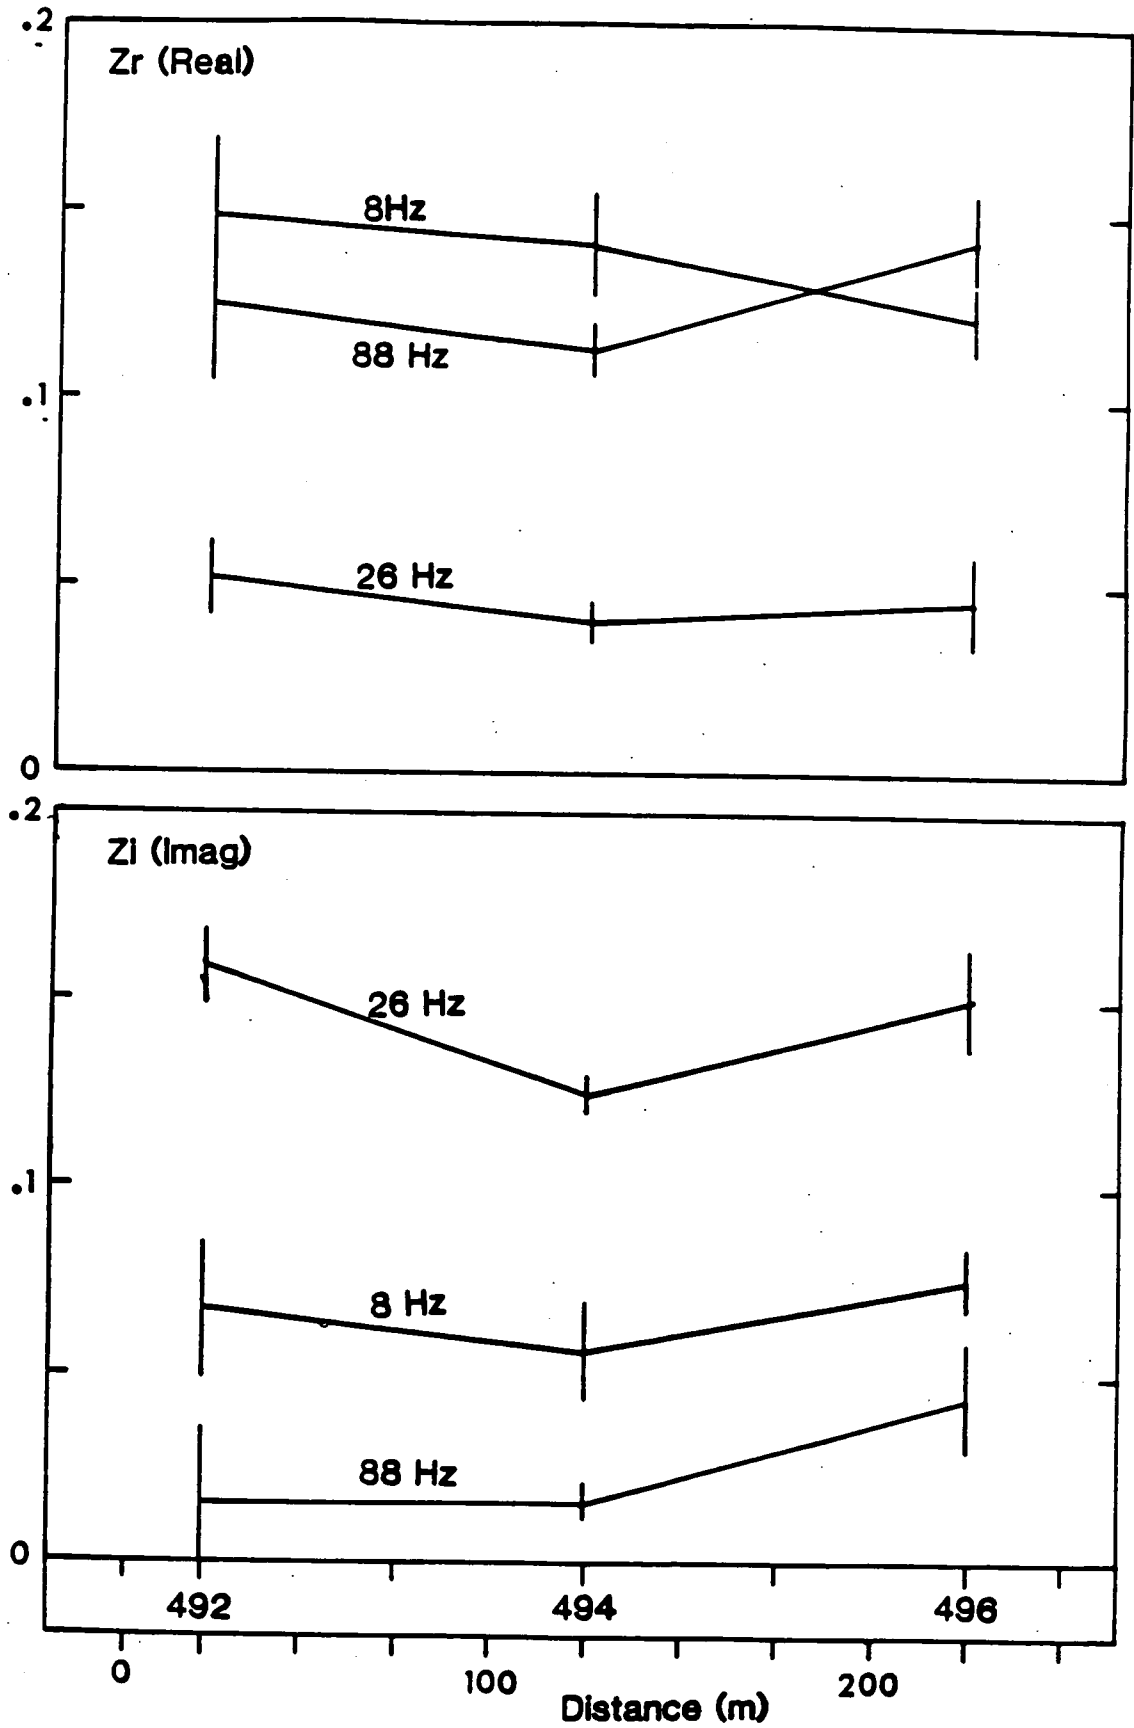 .2
Zr (Real)
8Hz
88 Hz
.1
26 Hz
0
.2
Zi (Imag)
26 Hz
.1
8 Hz
88 Hz
0
492 494 496
0 100 200
Distance (m)